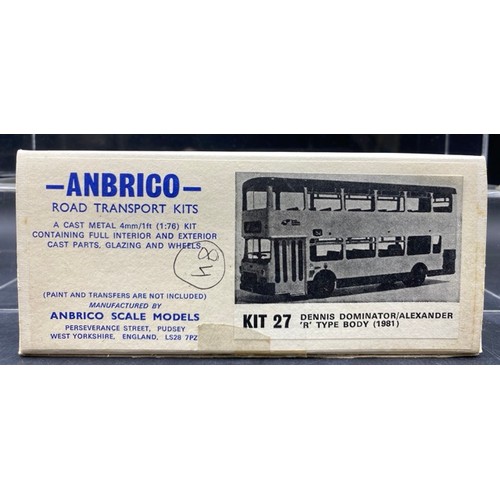 -ANBRICO-
ROAD TRANSPORT KITS
A CAST METAL 4mm/1ft (1:76) KIT
CONTAINING FULL INTERIOR AND EXTERIOR
CAST PARTS, GLAZING AND WHEELS.
48
(PAINT AND TRANSFERS ARE NOT INCLUDED)
MANUFACTURED BY
ANBRICO SCALE MODELS
PERSEVERANCE STREET, PUDSEY
WEST YORKSHIRE, ENGLAND, LS28 7PZ
KIT 27 DENNIS DOMINATOR/ALEXANDER
'R' TYPE BODY (1981)